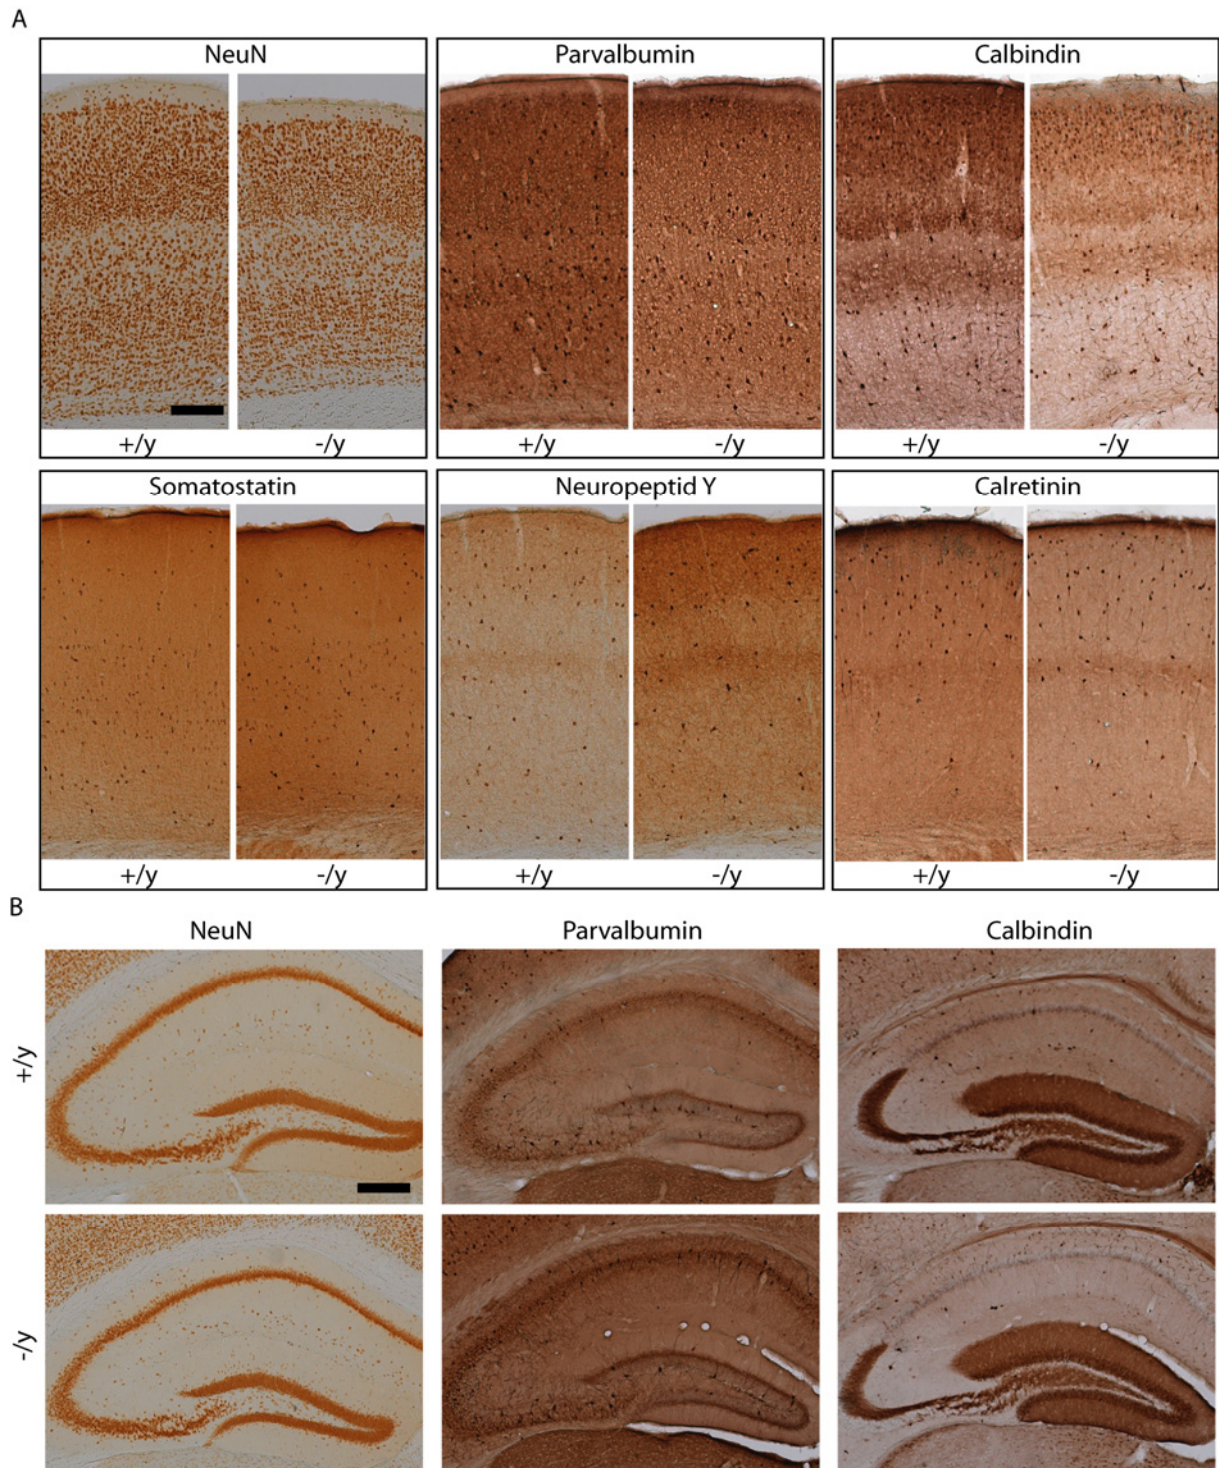 A
NeuN Parvalbumin Calbindin
+/y -/y +/y -/y +/y -/y
Somatostatin Neuropeptid Y Calretinin
+/y -/y +/y -/y +/y -/y
B
NeuN Parvalbumin Calbindin
+/y
-/y